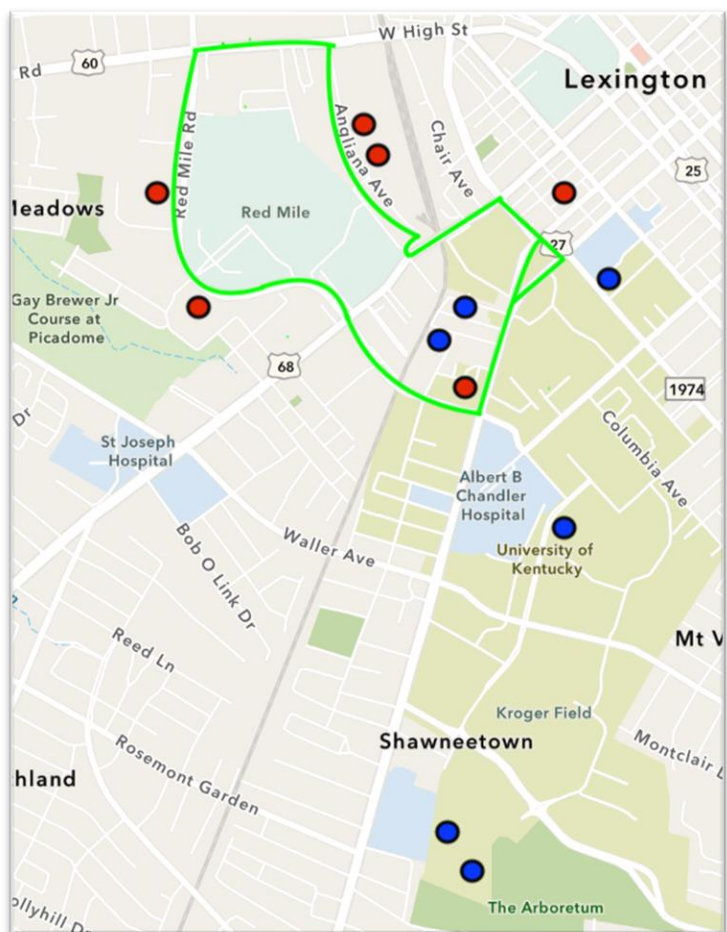 W High St
Rd
60
Lexington
Angliana Ave
Chair Ave
Red Mile Rd
25
Meadows
Red Mile
27
Gay Brewer Jr
Course at
Picadome
68
1974
Dr
Columbia Ave
St Joseph
Hospital
Albert B
Chandler
Hospital
Bob O Link Dr
Waller Ave
University of
Kentucky
Reed Ln
Mt V
Kroger Field
Shawneetown
Montclair
Rosemont Garden
hland
The Arboretum
ollyhill D